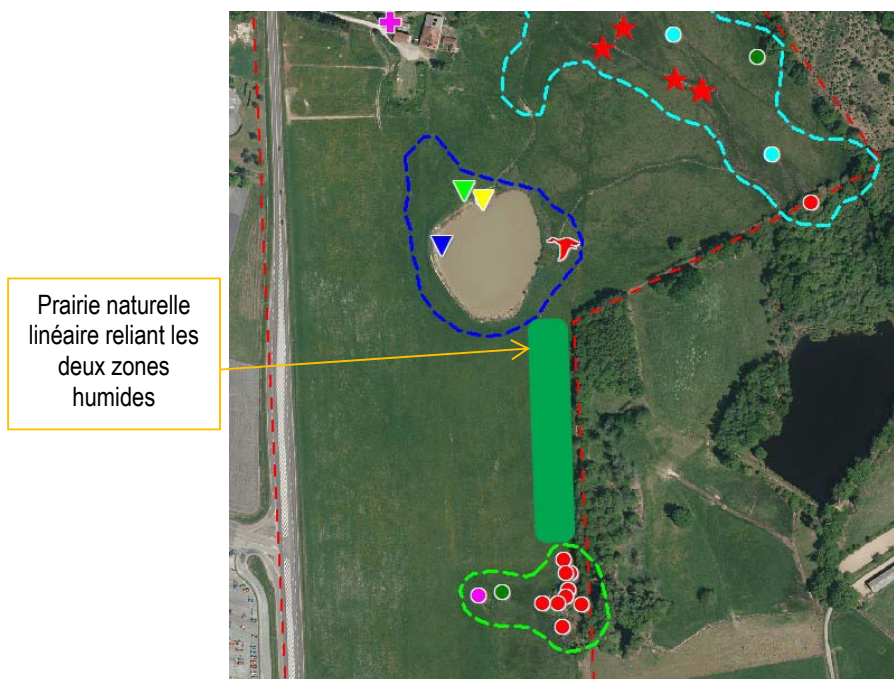 Prairie naturelle
linéaire reliant les
deux zones
humides